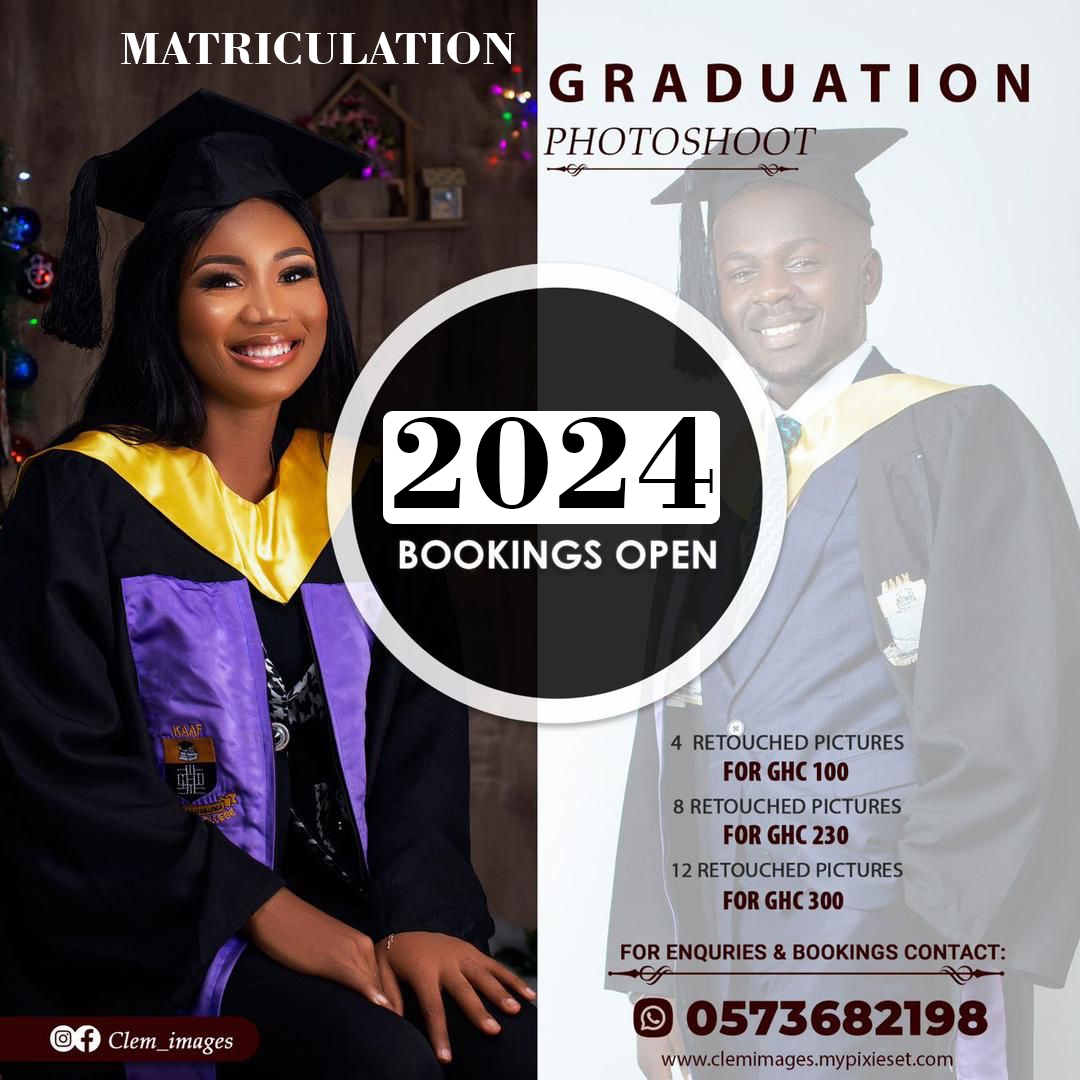 MATRICULATION
GRADUATION
PHOTOSHOOT
2024
BOOKINGS OPEN
KAAF
4 RETOUCHED PICTURES
FOR GHC 100
8 RETOUCHED PICTURES
FOR GHC 230
12 RETOUCHED PICTURES
FOR GHC 300
FOR ENQURIES & BOOKINGS CONTACT:
0573682198
www.clemimages.mypixieset.com
Clem_images